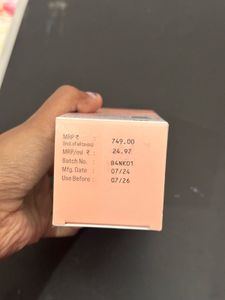 MRP ₹ : 749.00
(Incl. of all taxes)
MRP/ml ₹ : 24.97
Batch No. : B4NK01
Mfg. Date : 07/24
Use Before : 07/26